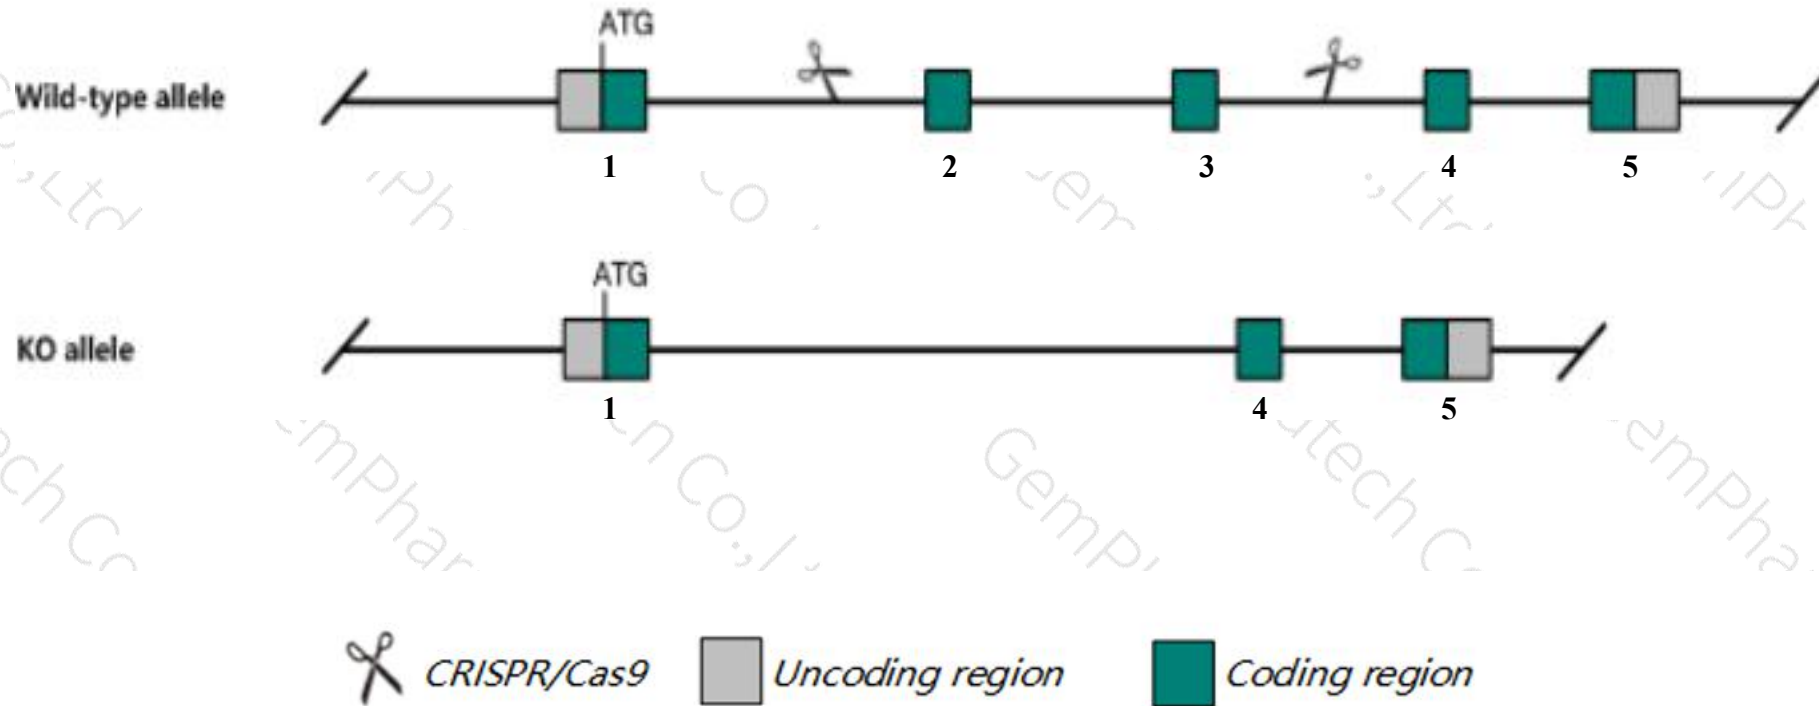 ATG
Wild-type allele
1 2 3 4 5
ATG
KO allele
1 4 5
CRISPR/Cas9 Uncoding region Coding region